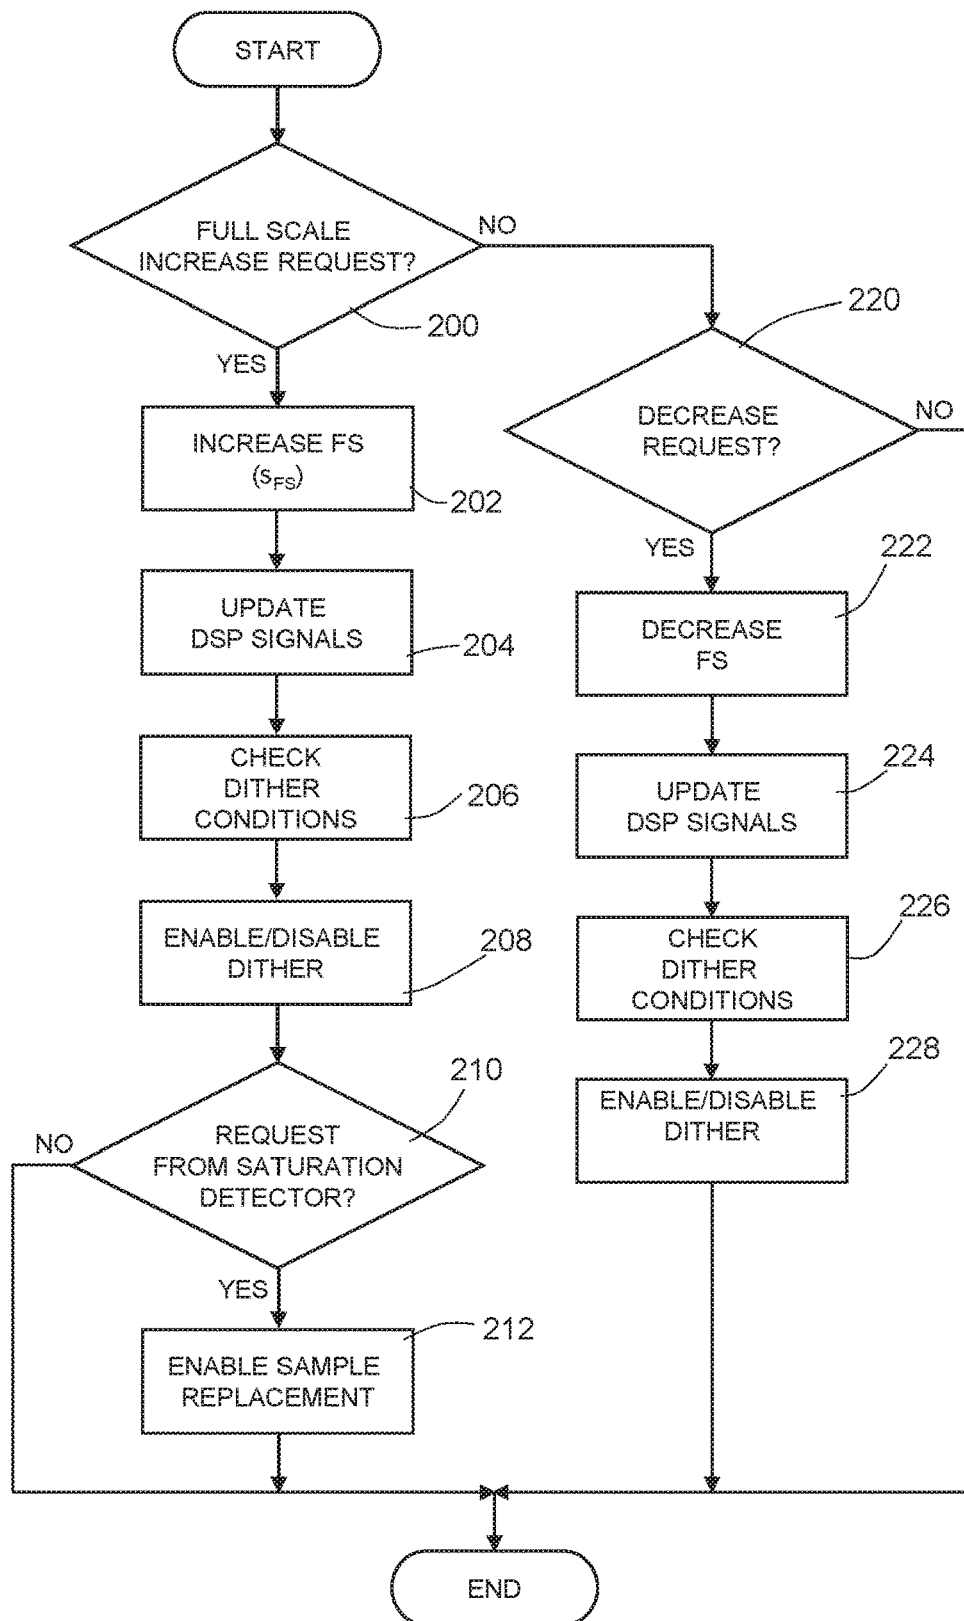 START
FULL SCALE
INCREASE REQUEST?
NO
200
YES
INCREASE FS
(sFS)
202
UPDATE
DSP SIGNALS
204
CHECK
DITHER
CONDITIONS
206
ENABLE/DISABLE
DITHER
208
210
REQUEST
FROM SATURATION
DETECTOR?
NO
YES
212
ENABLE SAMPLE
REPLACEMENT
220
DECREASE
REQUEST?
NO
YES
222
DECREASE
FS
224
UPDATE
DSP SIGNALS
226
CHECK
DITHER
CONDITIONS
228
ENABLE/DISABLE
DITHER
END